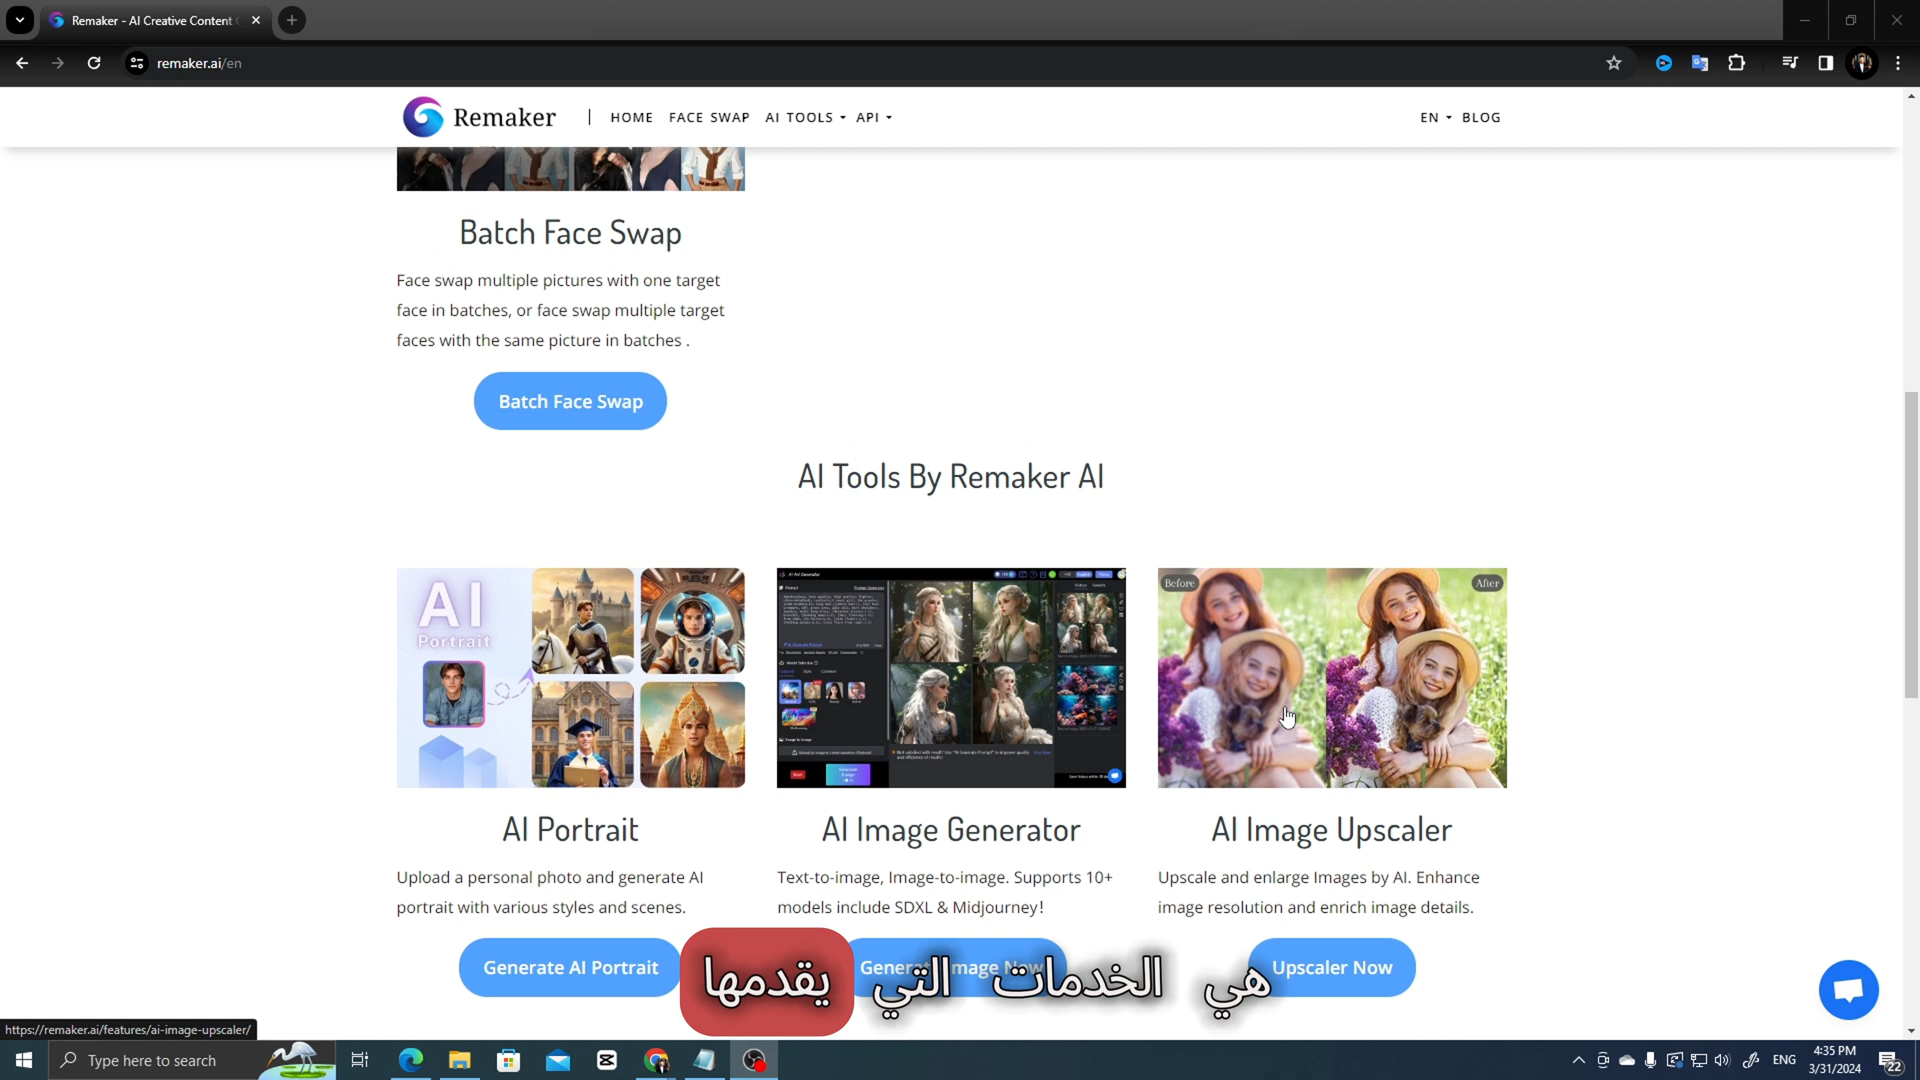 Remaker - AI Creative Content
remaker.ai/en
Remaker | HOME FACE SWAP AI TOOLS API EN BLOG
Batch Face Swap
Face swap multiple pictures with one target
face in batches, or face swap multiple target
faces with the same picture in batches .
Batch Face Swap
AI Tools By Remaker AI
AI
Portrait
Before
After
AI Portrait
Upload a personal photo and generate AI
portrait with various styles and scenes.
Generate AI Portrait
AI Image Generator
Text-to-image, Image-to-image. Supports 10+
models include SDXL & Midjourney!
Generate Image Now
AI Image Upscaler
Upscale and enlarge Images by AI. Enhance
image resolution and enrich image details.
Upscaler Now
هي الخدمات التي يقدمها
https://remaker.ai/features/ai-image-upscaler/
Type here to search
ENG
4:35 PM
3/31/2024
22